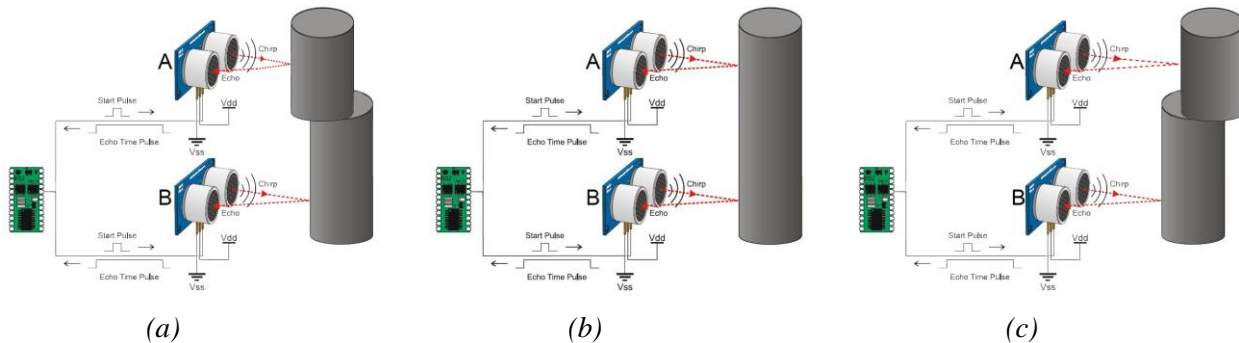 A
Chirp
Echo
Start Pulse
Vdd
Echo Time Pulse
Vss
B
Chirp
Echo
Start Pulse
Vdd
Echo Time Pulse
Vss
(a)
A
Chirp
Echo
Start Pulse
Vdd
Echo Time Pulse
Vss
B
Chirp
Echo
Start Pulse
Vdd
Echo Time Pulse
Vss
(b)
A
Chirp
Echo
Start Pulse
Vdd
Echo Time Pulse
Vss
B
Chirp
Echo
Start Pulse
Vdd
Echo Time Pulse
Vss
(c)